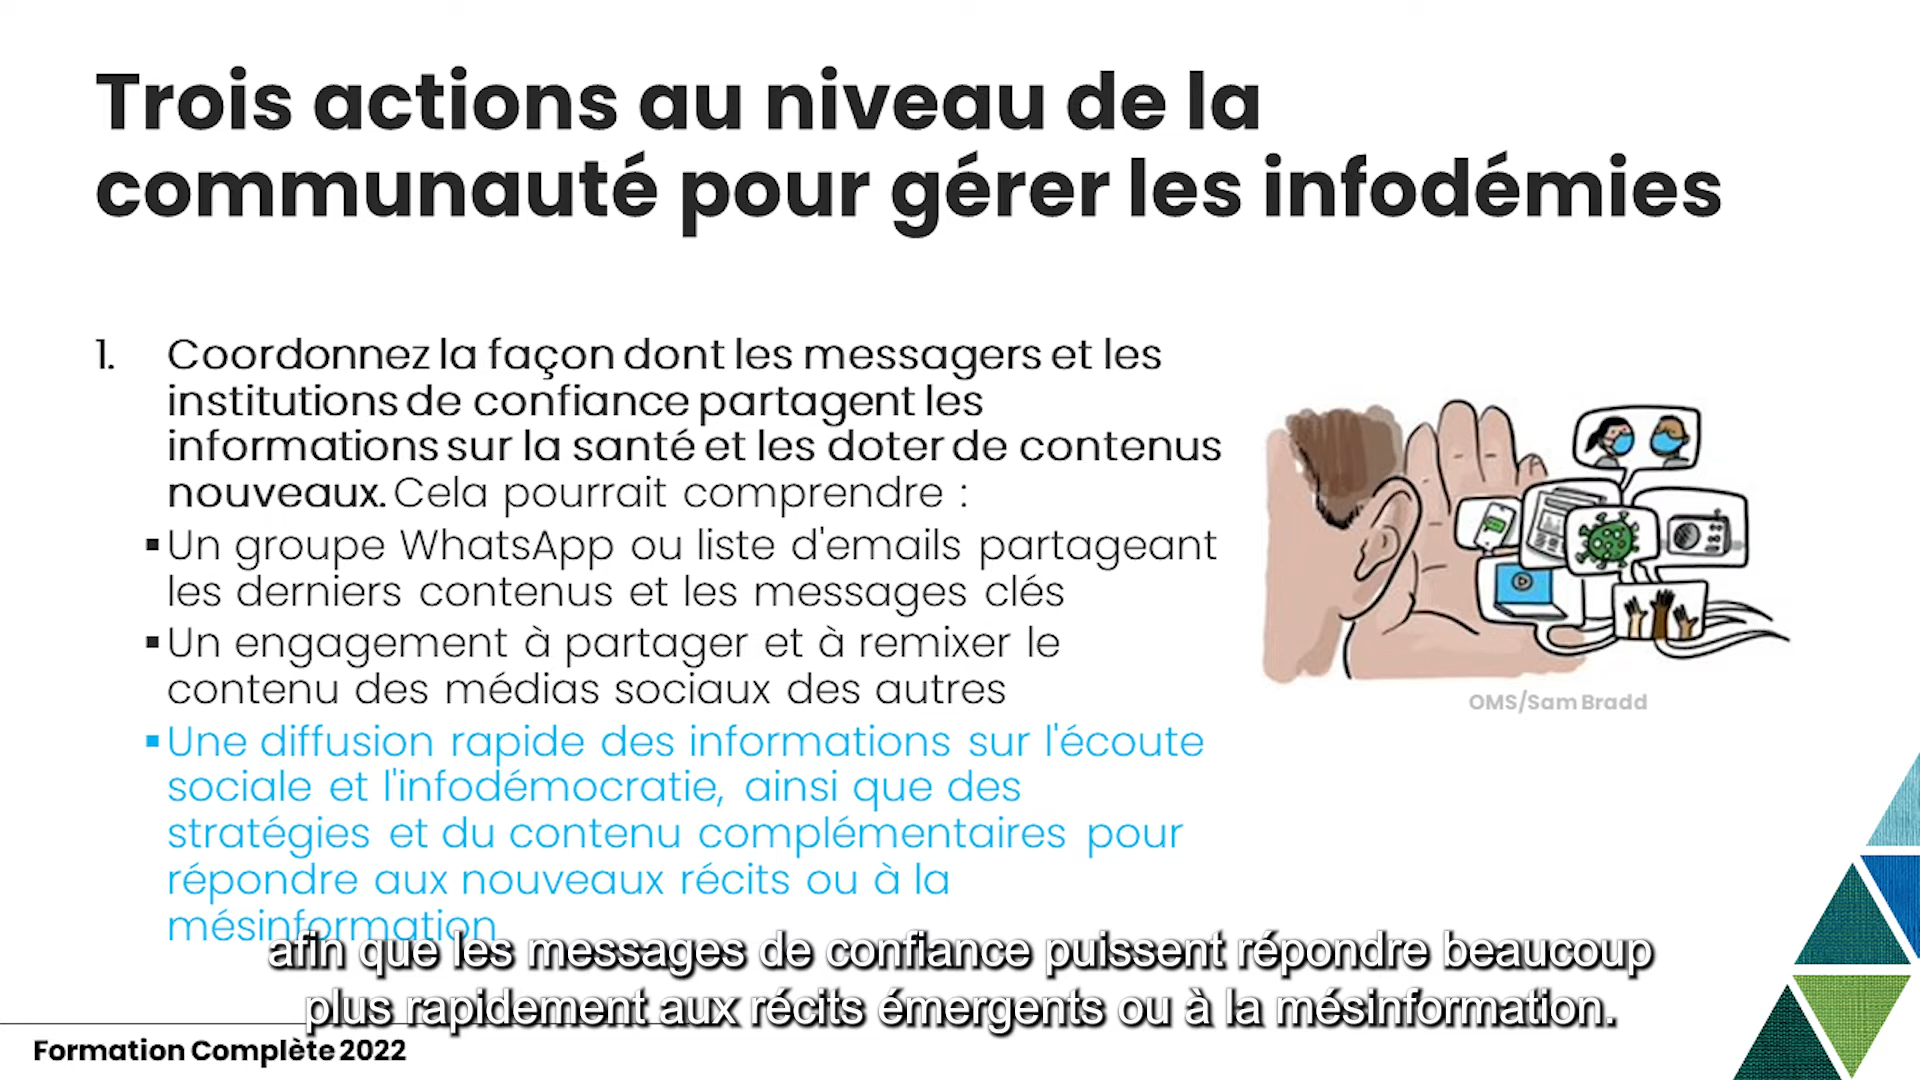 Trois actions au niveau de la
communauté pour gérer les infodémies
1. Coordonnez la façon dont les messagers et les
institutions de confiance partagent les
informations sur la santé et les doter de contenus
nouveaux. Cela pourrait comprendre :
▪Un groupe WhatsApp ou liste d'emails partageant
les derniers contenus et les messages clés
▪Un engagement à partager et à remixer le
contenu des médias sociaux des autres
▪Une diffusion rapide des informations sur l'écoute
sociale et l'infodémocratie, ainsi que des
stratégies et du contenu complémentaires pour
répondre aux nouveaux récits ou à la
mésinformation
OMS/Sam Bradd
afin que les messages de confiance puissent répondre beaucoup
plus rapidement aux récits émergents ou à la mésinformation.
Formation Complète 2022